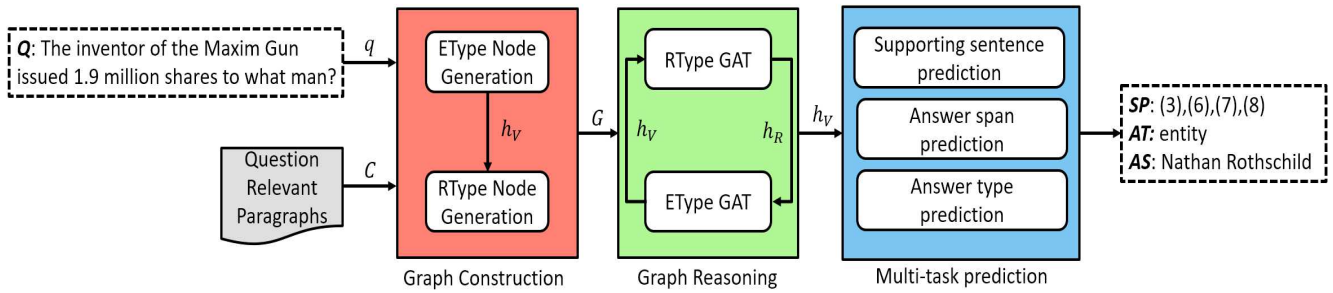 Q: The inventor of the Maxim Gun
issued 1.9 million shares to what man?
q
Question
Relevant
Paragraphs
C
EType Node
Generation
h_V
RType Node
Generation
Graph Construction
G
RType GAT
h_V
h_R
EType GAT
Graph Reasoning
h_V
Supporting sentence
prediction
Answer span
prediction
Answer type
prediction
Multi-task prediction
SP: (3),(6),(7),(8)
AT: entity
AS: Nathan Rothschild